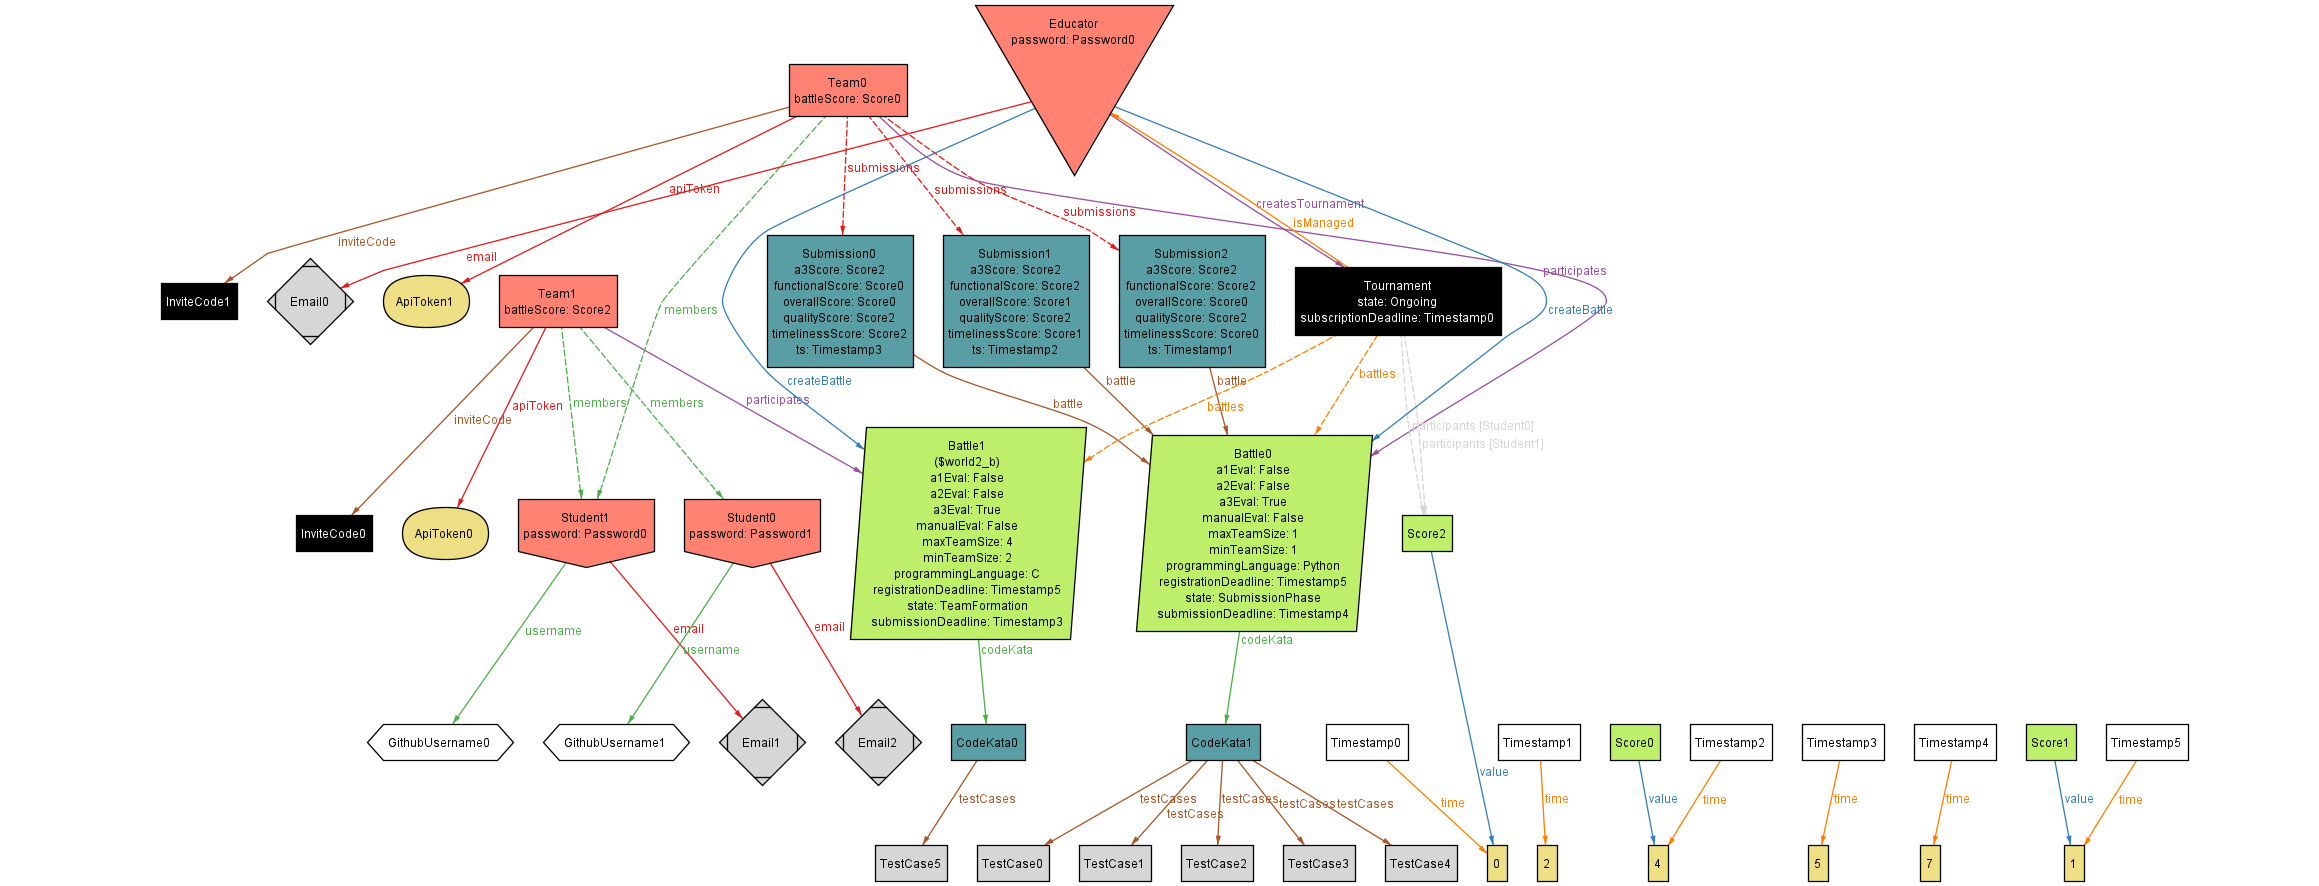 Educator
password: Password0
Team0
battleScore: Score0
submissions
apiToken
submissions
createsTournament
submissions
isManaged
inviteCode
email
participates
members
createBattle
InviteCode1
Email0
ApiToken1
Team1
battleScore: Score2
Submission0
a3Score: Score2
functionalScore: Score0
overallScore: Score0
qualityScore: Score2
timelinessScore: Score2
ts: Timestamp3
Submission1
a3Score: Score2
functionalScore: Score2
overallScore: Score1
qualityScore: Score2
timelinessScore: Score1
ts: Timestamp2
Submission2
a3Score: Score2
functionalScore: Score2
overallScore: Score0
qualityScore: Score2
timelinessScore: Score0
ts: Timestamp1
Tournament
state: Ongoing
subscriptionDeadline: Timestamp0
createBattle
battle
battle
battles
participates
members
members
apiToken
inviteCode
battle
battles
participants [Student0]
participants [Student1]
Battle1
($world2_b)
a1Eval: False
a2Eval: False
a3Eval: True
manualEval: False
maxTeamSize: 4
minTeamSize: 2
programmingLanguage: C
registrationDeadline: Timestamp5
state: TeamFormation
submissionDeadline: Timestamp3
Battle0
a1Eval: False
a2Eval: False
a3Eval: True
manualEval: False
maxTeamSize: 1
minTeamSize: 1
programmingLanguage: Python
registrationDeadline: Timestamp5
state: SubmissionPhase
submissionDeadline: Timestamp4
InviteCode0
ApiToken0
Student1
password: Password0
Student0
password: Password1
Score2
username
email
email
username
codeKata
codeKata
GithubUsername0
GithubUsername1
Email1
Email2
CodeKata0
CodeKata1
Timestamp0
Timestamp1
Score0
Timestamp2
Timestamp3
Timestamp4
Score1
Timestamp5
value
testCases
testCases
testCases
testCases
testCases
testCases
time
time
value
time
time
time
value
time
TestCase5
TestCase0
TestCase1
TestCase2
TestCase3
TestCase4
0
2
4
5
7
1